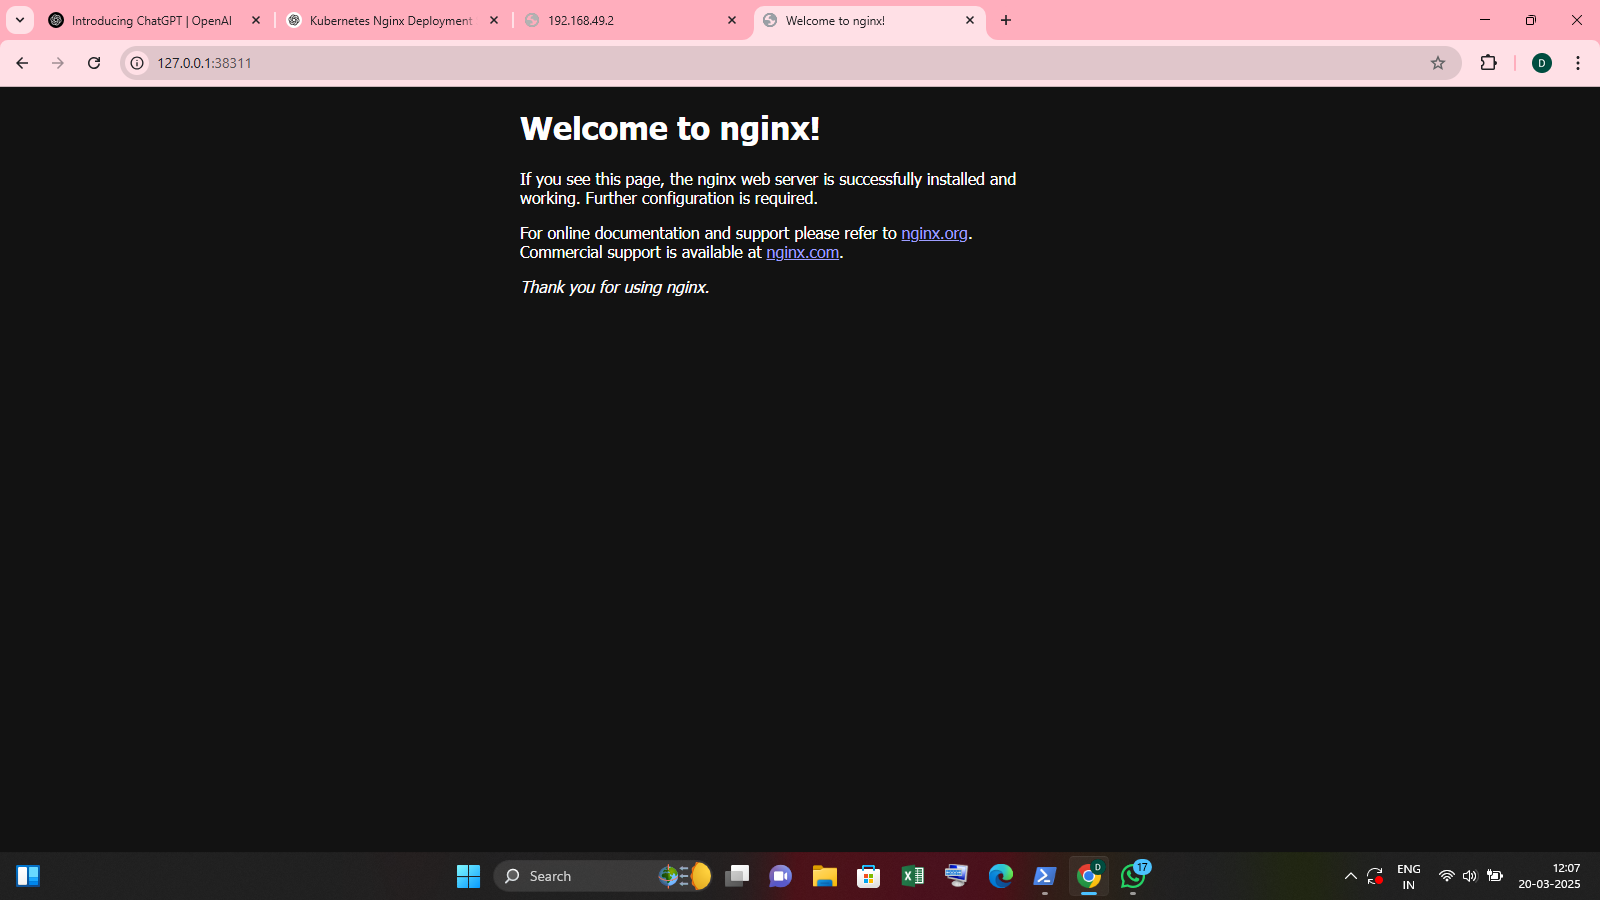 Introducing ChatGPT | OpenAI
Kubernetes Nginx Deployment
192.168.49.2
Welcome to nginx!
127.0.0.1:38311
D
Welcome to nginx!
If you see this page, the nginx web server is successfully installed and
working. Further configuration is required.
For online documentation and support please refer to nginx.org.
Commercial support is available at nginx.com.
Thank you for using nginx.
Search
D
17
ENG
IN
12:07
20-03-2025